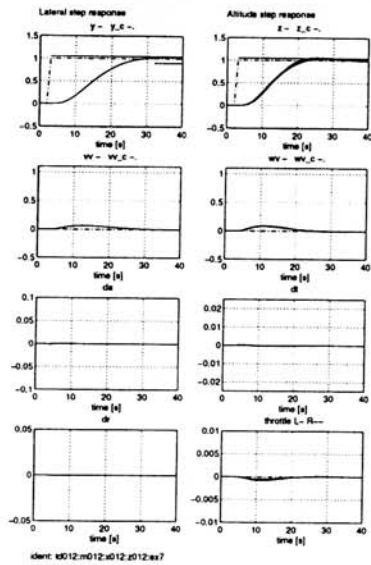 Lateral step response
Altitude step response
y – y_c -.
z – z_c -.
1.5
1
0.5
0
-0.5
0 10 20 30 40
time [s]
1.5
1
0.5
0
-0.5
0 10 20 30 40
time [s]
vv – vv_c -.
wv – wv_c -.
1
0.5
0
0 10 20 30 40
time [s]
1
0.5
0
0 10 20 30 40
time [s]
da
dt
0.1
0.05
0
-0.05
-0.1
0 10 20 30 40
time [s]
0.02
0.01
0
-0.01
-0.02
0 10 20 30 40
time [s]
dr
throttle L– R--
0.05
0
-0.05
0 10 20 30 40
time [s]
0.01
0.005
0
-0.005
-0.01
0 10 20 30 40
time [s]